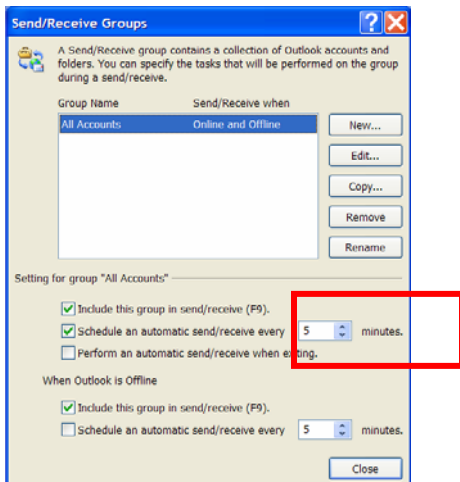 Send/Receive Groups
A Send/Receive group contains a collection of Outlook accounts and
folders. You can specify the tasks that will be performed on the group
during a send/receive.
Group Name Send/Receive when
All Accounts Online and Offline
New...
Edit...
Copy...
Remove
Rename
Setting for group "All Accounts"
Include this group in send/receive (F9).
Schedule an automatic send/receive every 5 minutes.
Perform an automatic send/receive when exiting.
When Outlook is Offline
Include this group in send/receive (F9).
Schedule an automatic send/receive every 5 minutes.
Close